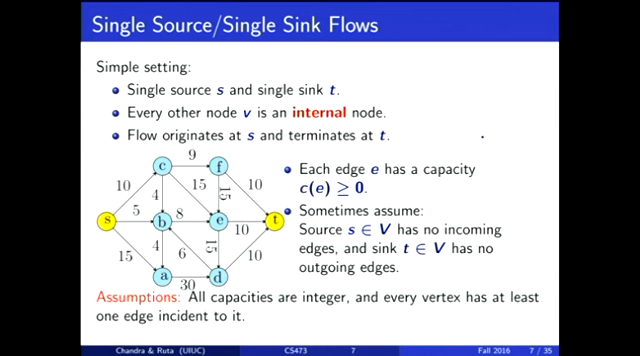 Single Source/Single Sink Flows
Simple setting:
Single source s and single sink t.
Every other node v is an internal node.
Flow originates at s and terminates at t.
9
c
f
10
15
15
10
4
5
8
s
b
e
t
10
15
4
6
15
10
a
30
d
Each edge e has a capacity
c(e) ≥ 0.
Sometimes assume:
Source s ∈ V has no incoming
edges, and sink t ∈ V has no
outgoing edges.
Assumptions: All capacities are integer, and every vertex has at least
one edge incident to it.
Chandra & Ruta (UIUC) CS473 7 Fall 2016 7 / 35